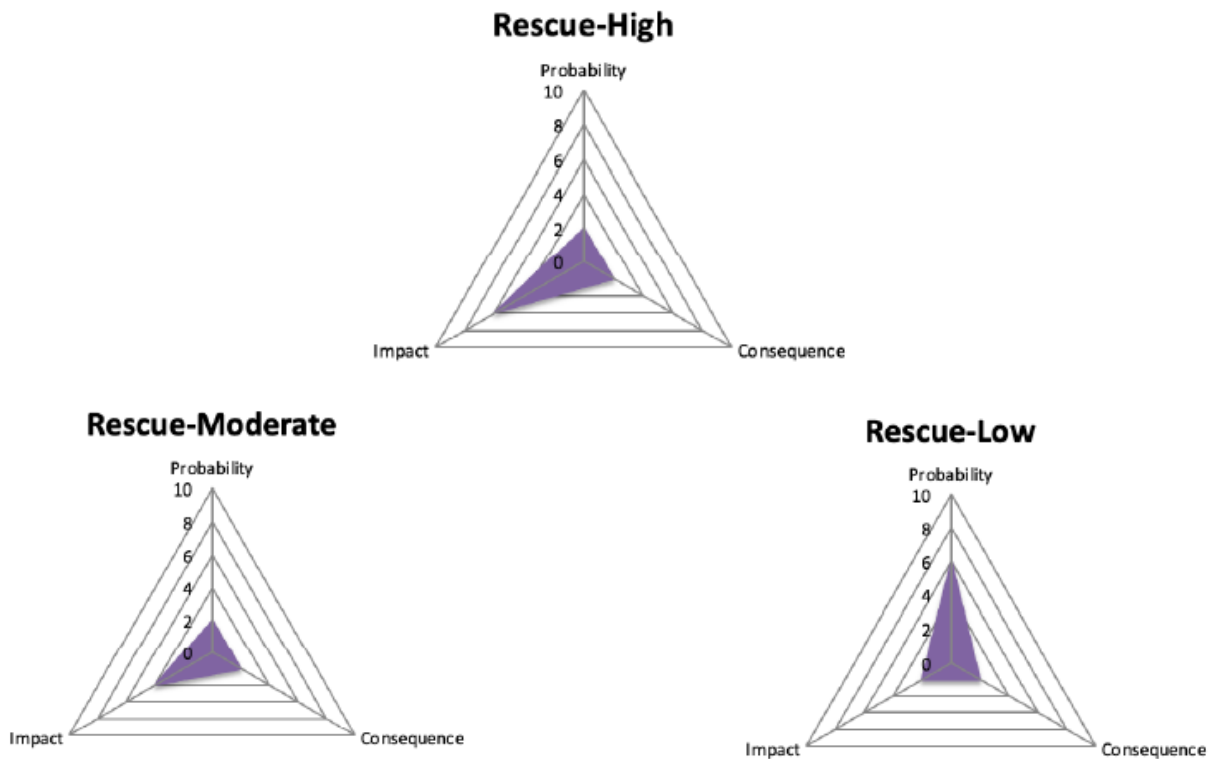 Rescue-High
Probability
10
8
6
4
2
0
Impact
Consequence
Rescue-Moderate
Probability
10
8
6
4
2
0
Impact
Consequence
Rescue-Low
Probability
10
8
6
4
2
0
Impact
Consequence